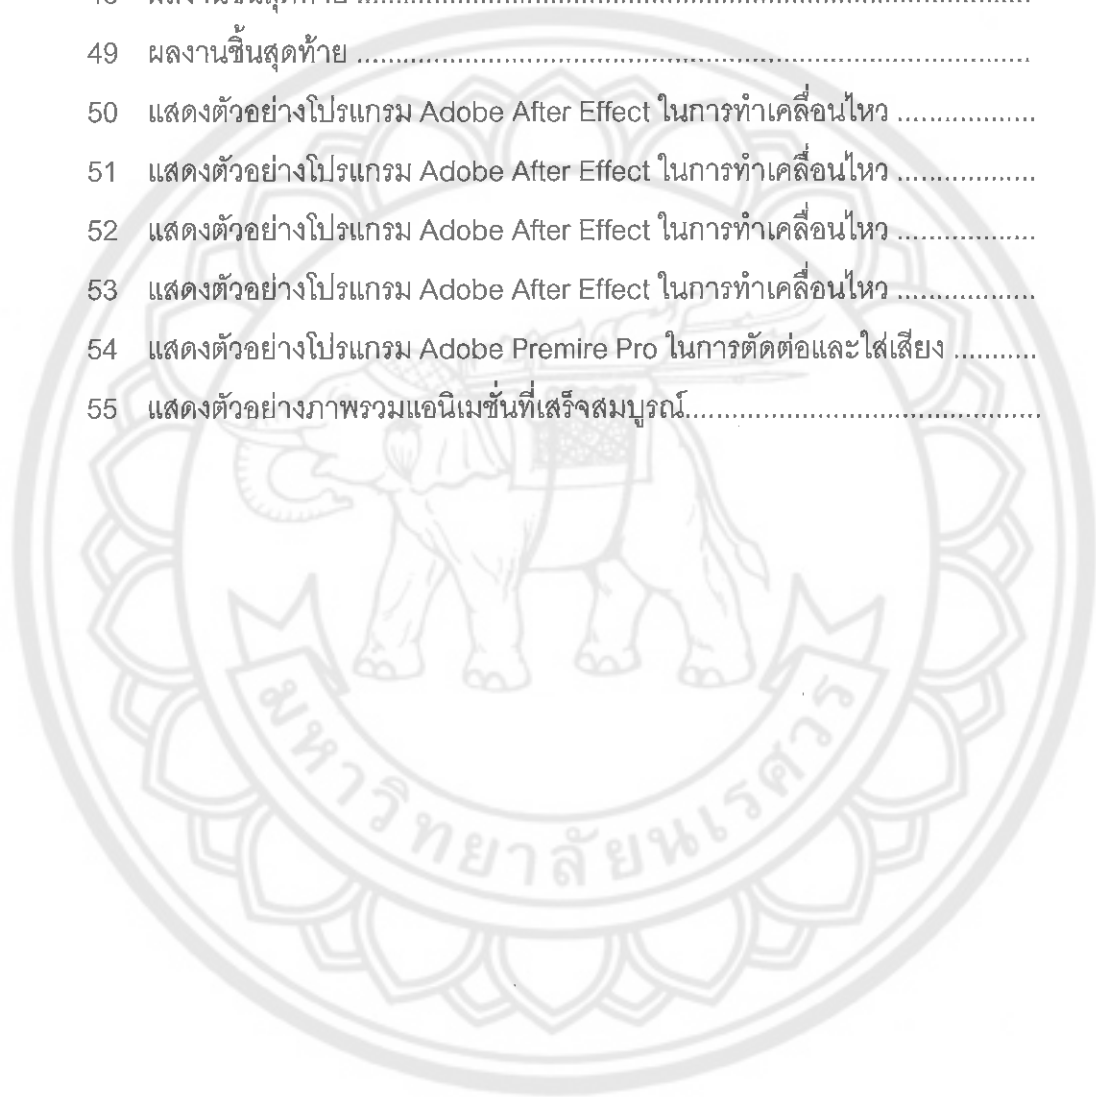 49 ผลงานชิ้นสุดท้าย ........................................................................................
50 แสดงตัวอย่างโปรแกรม Adobe After Effect ในการทำเคลื่อนไหว ..................
51 แสดงตัวอย่างโปรแกรม Adobe After Effect ในการทำเคลื่อนไหว ..................
52 แสดงตัวอย่างโปรแกรม Adobe After Effect ในการทำเคลื่อนไหว ..................
53 แสดงตัวอย่างโปรแกรม Adobe After Effect ในการทำเคลื่อนไหว ..................
54 แสดงตัวอย่างโปรแกรม Adobe Premire Pro ในการตัดต่อและใส่เสียง ...........
55 แสดงตัวอย่างภาพรวมแอนิเมชั่นที่เสร็จสมบูรณ์..............................................
มหาวิทยาลัยนเรศวร